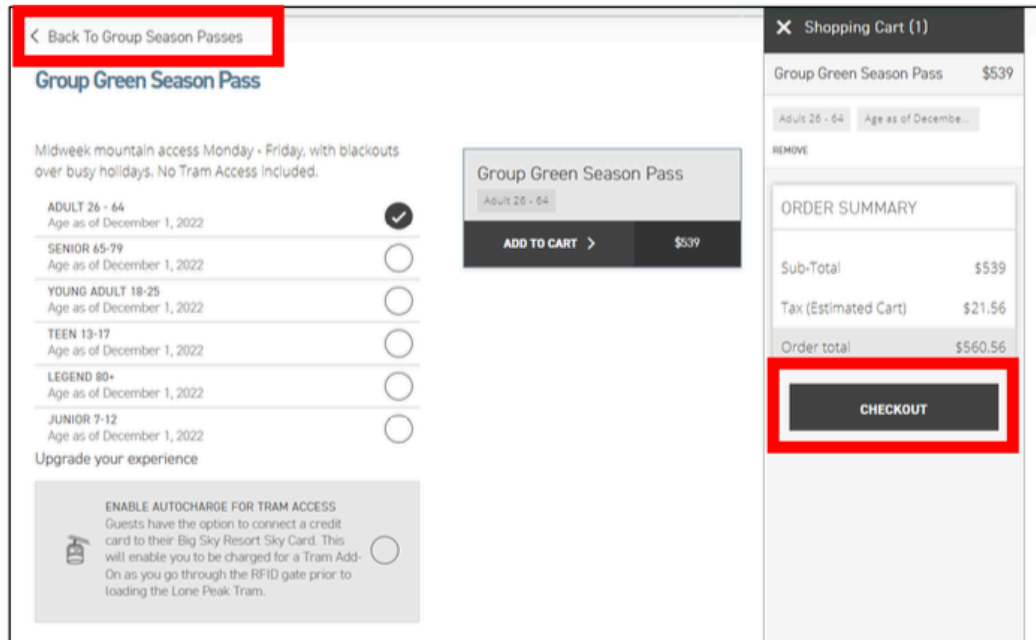 Back To Group Season Passes
Group Green Season Pass
Midweek mountain access Monday - Friday, with blackouts
over busy holidays. No Tram Access Included.
ADULT 26 - 64
Age as of December 1, 2022
SENIOR 65-79
Age as of December 1, 2022
YOUNG ADULT 18-25
Age as of December 1, 2022
TEEN 13-17
Age as of December 1, 2022
LEGEND 80+
Age as of December 1, 2022
JUNIOR 7-12
Age as of December 1, 2022
Upgrade your experience
ENABLE AUTOCHARGE FOR TRAM ACCESS
Guests have the option to connect a credit
card to their Big Sky Resort Sky Card. This
will enable you to be charged for a Tram Add-
On as you go through the RFID gate prior to
loading the Lone Peak Tram.
Group Green Season Pass
Adult 26 - 64
ADD TO CART > $539
Shopping Cart (1)
Group Green Season Pass $539
Adult 26 - 64 Age as of Decembe...
REMOVE
ORDER SUMMARY
Sub-Total $539
Tax (Estimated Cart) $21.56
Order total $560.56
CHECKOUT